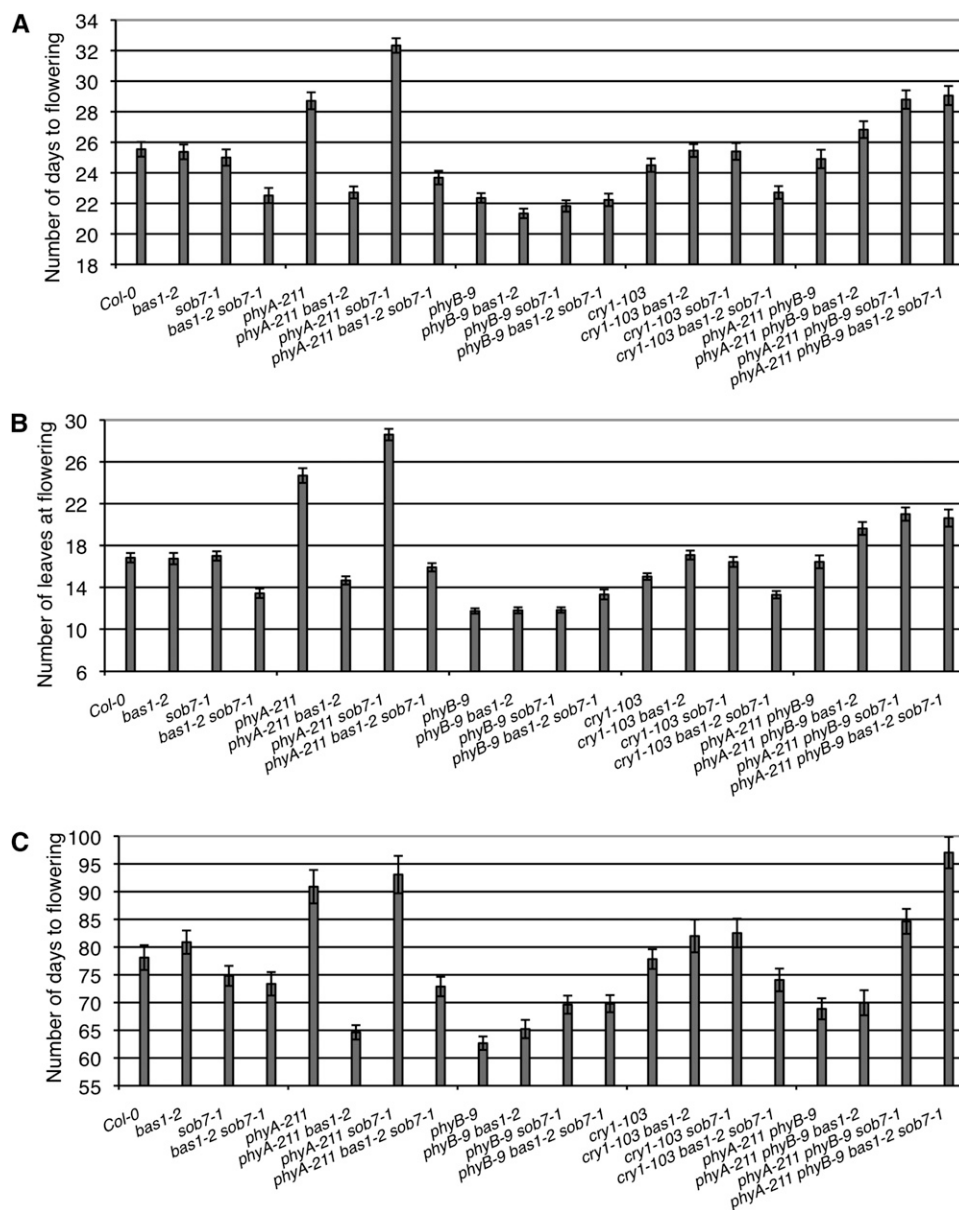 A
Number of days to flowering
34
32
30
28
26
24
22
20
18
Col-0
bas1-2
sob7-1
bas1-2 sob7-1
phyA-211
phyA-211 bas1-2
phyA-211 sob7-1
phyA-211 bas1-2 sob7-1
phyB-9
phyB-9 bas1-2
phyB-9 sob7-1
phyB-9 bas1-2 sob7-1
cry1-103
cry1-103 bas1-2
cry1-103 sob7-1
cry1-103 bas1-2 sob7-1
phyA-211 phyB-9
phyA-211 phyB-9 bas1-2
phyA-211 phyB-9 sob7-1
phyA-211 phyB-9 bas1-2 sob7-1
B
Number of leaves at flowering
30
26
22
18
14
10
6
Col-0
bas1-2
sob7-1
bas1-2 sob7-1
phyA-211
phyA-211 bas1-2
phyA-211 sob7-1
phyA-211 bas1-2 sob7-1
phyB-9
phyB-9 bas1-2
phyB-9 sob7-1
phyB-9 bas1-2 sob7-1
cry1-103
cry1-103 bas1-2
cry1-103 sob7-1
cry1-103 bas1-2 sob7-1
phyA-211 phyB-9
phyA-211 phyB-9 bas1-2
phyA-211 phyB-9 sob7-1
phyA-211 phyB-9 bas1-2 sob7-1
C
Number of days to flowering
100
95
90
85
80
75
70
65
60
55
Col-0
bas1-2
sob7-1
bas1-2 sob7-1
phyA-211
phyA-211 bas1-2
phyA-211 sob7-1
phyA-211 bas1-2 sob7-1
phyB-9
phyB-9 bas1-2
phyB-9 sob7-1
phyB-9 bas1-2 sob7-1
cry1-103
cry1-103 bas1-2
cry1-103 sob7-1
cry1-103 bas1-2 sob7-1
phyA-211 phyB-9
phyA-211 phyB-9 bas1-2
phyA-211 phyB-9 sob7-1
phyA-211 phyB-9 bas1-2 sob7-1